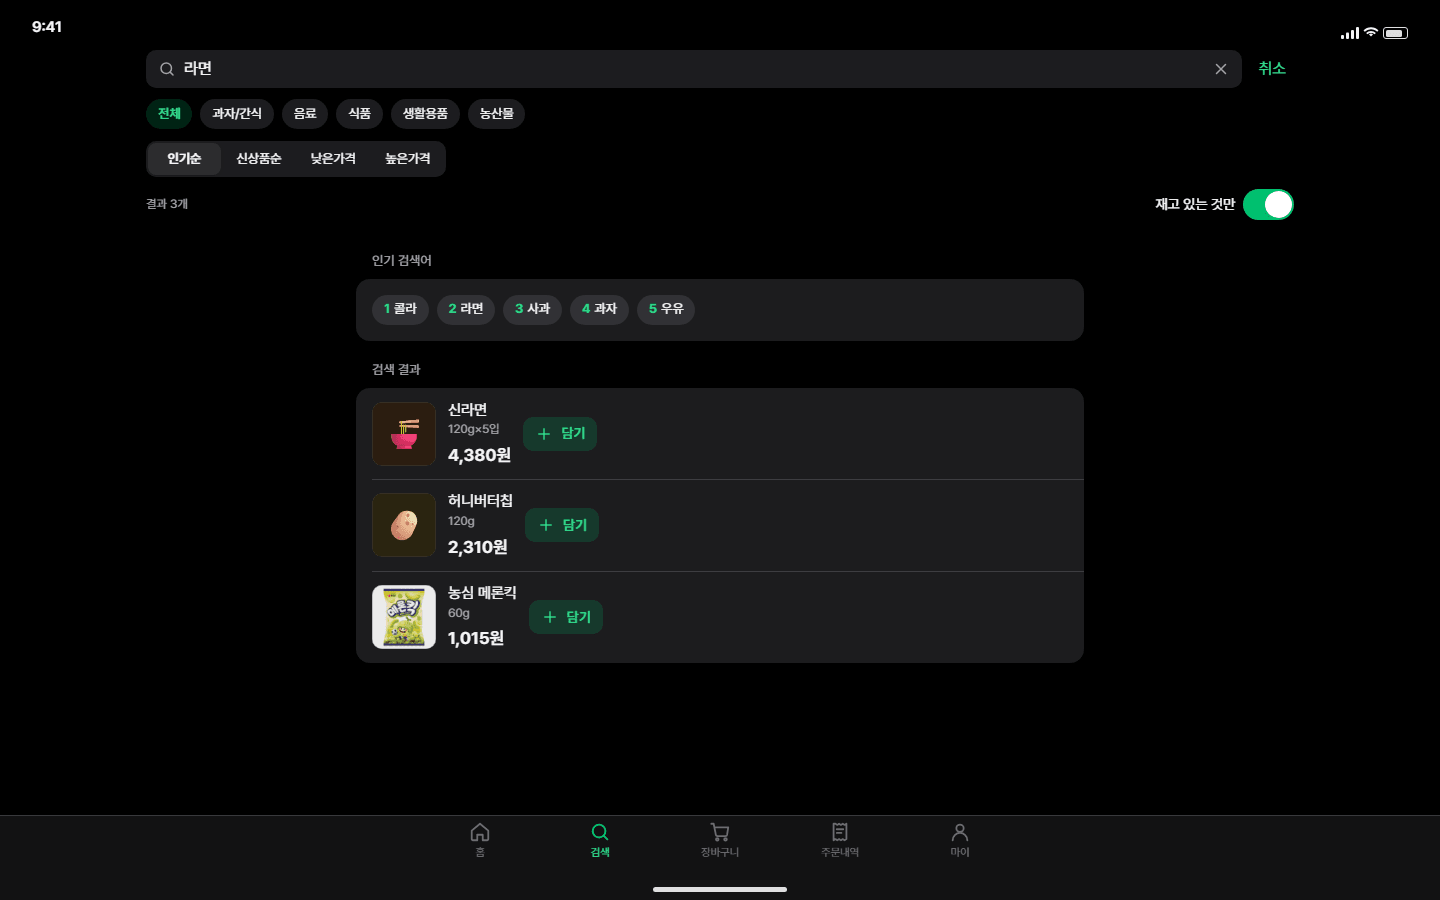 9:41
라면
취소
전체 과자/간식 음료 식품 생활용품 농산물
인기순 신상품순 낮은가격 높은가격
결과 3개 재고 있는 것만
인기 검색어
1 콜라 2 라면 3 사과 4 과자 5 우유
검색 결과
신라면
120g×5입
4,380원
담기
허니버터칩
120g
2,310원
담기
메론킥
농심 메론킥
60g
1,015원
담기
홈 검색 장바구니 주문내역 마이